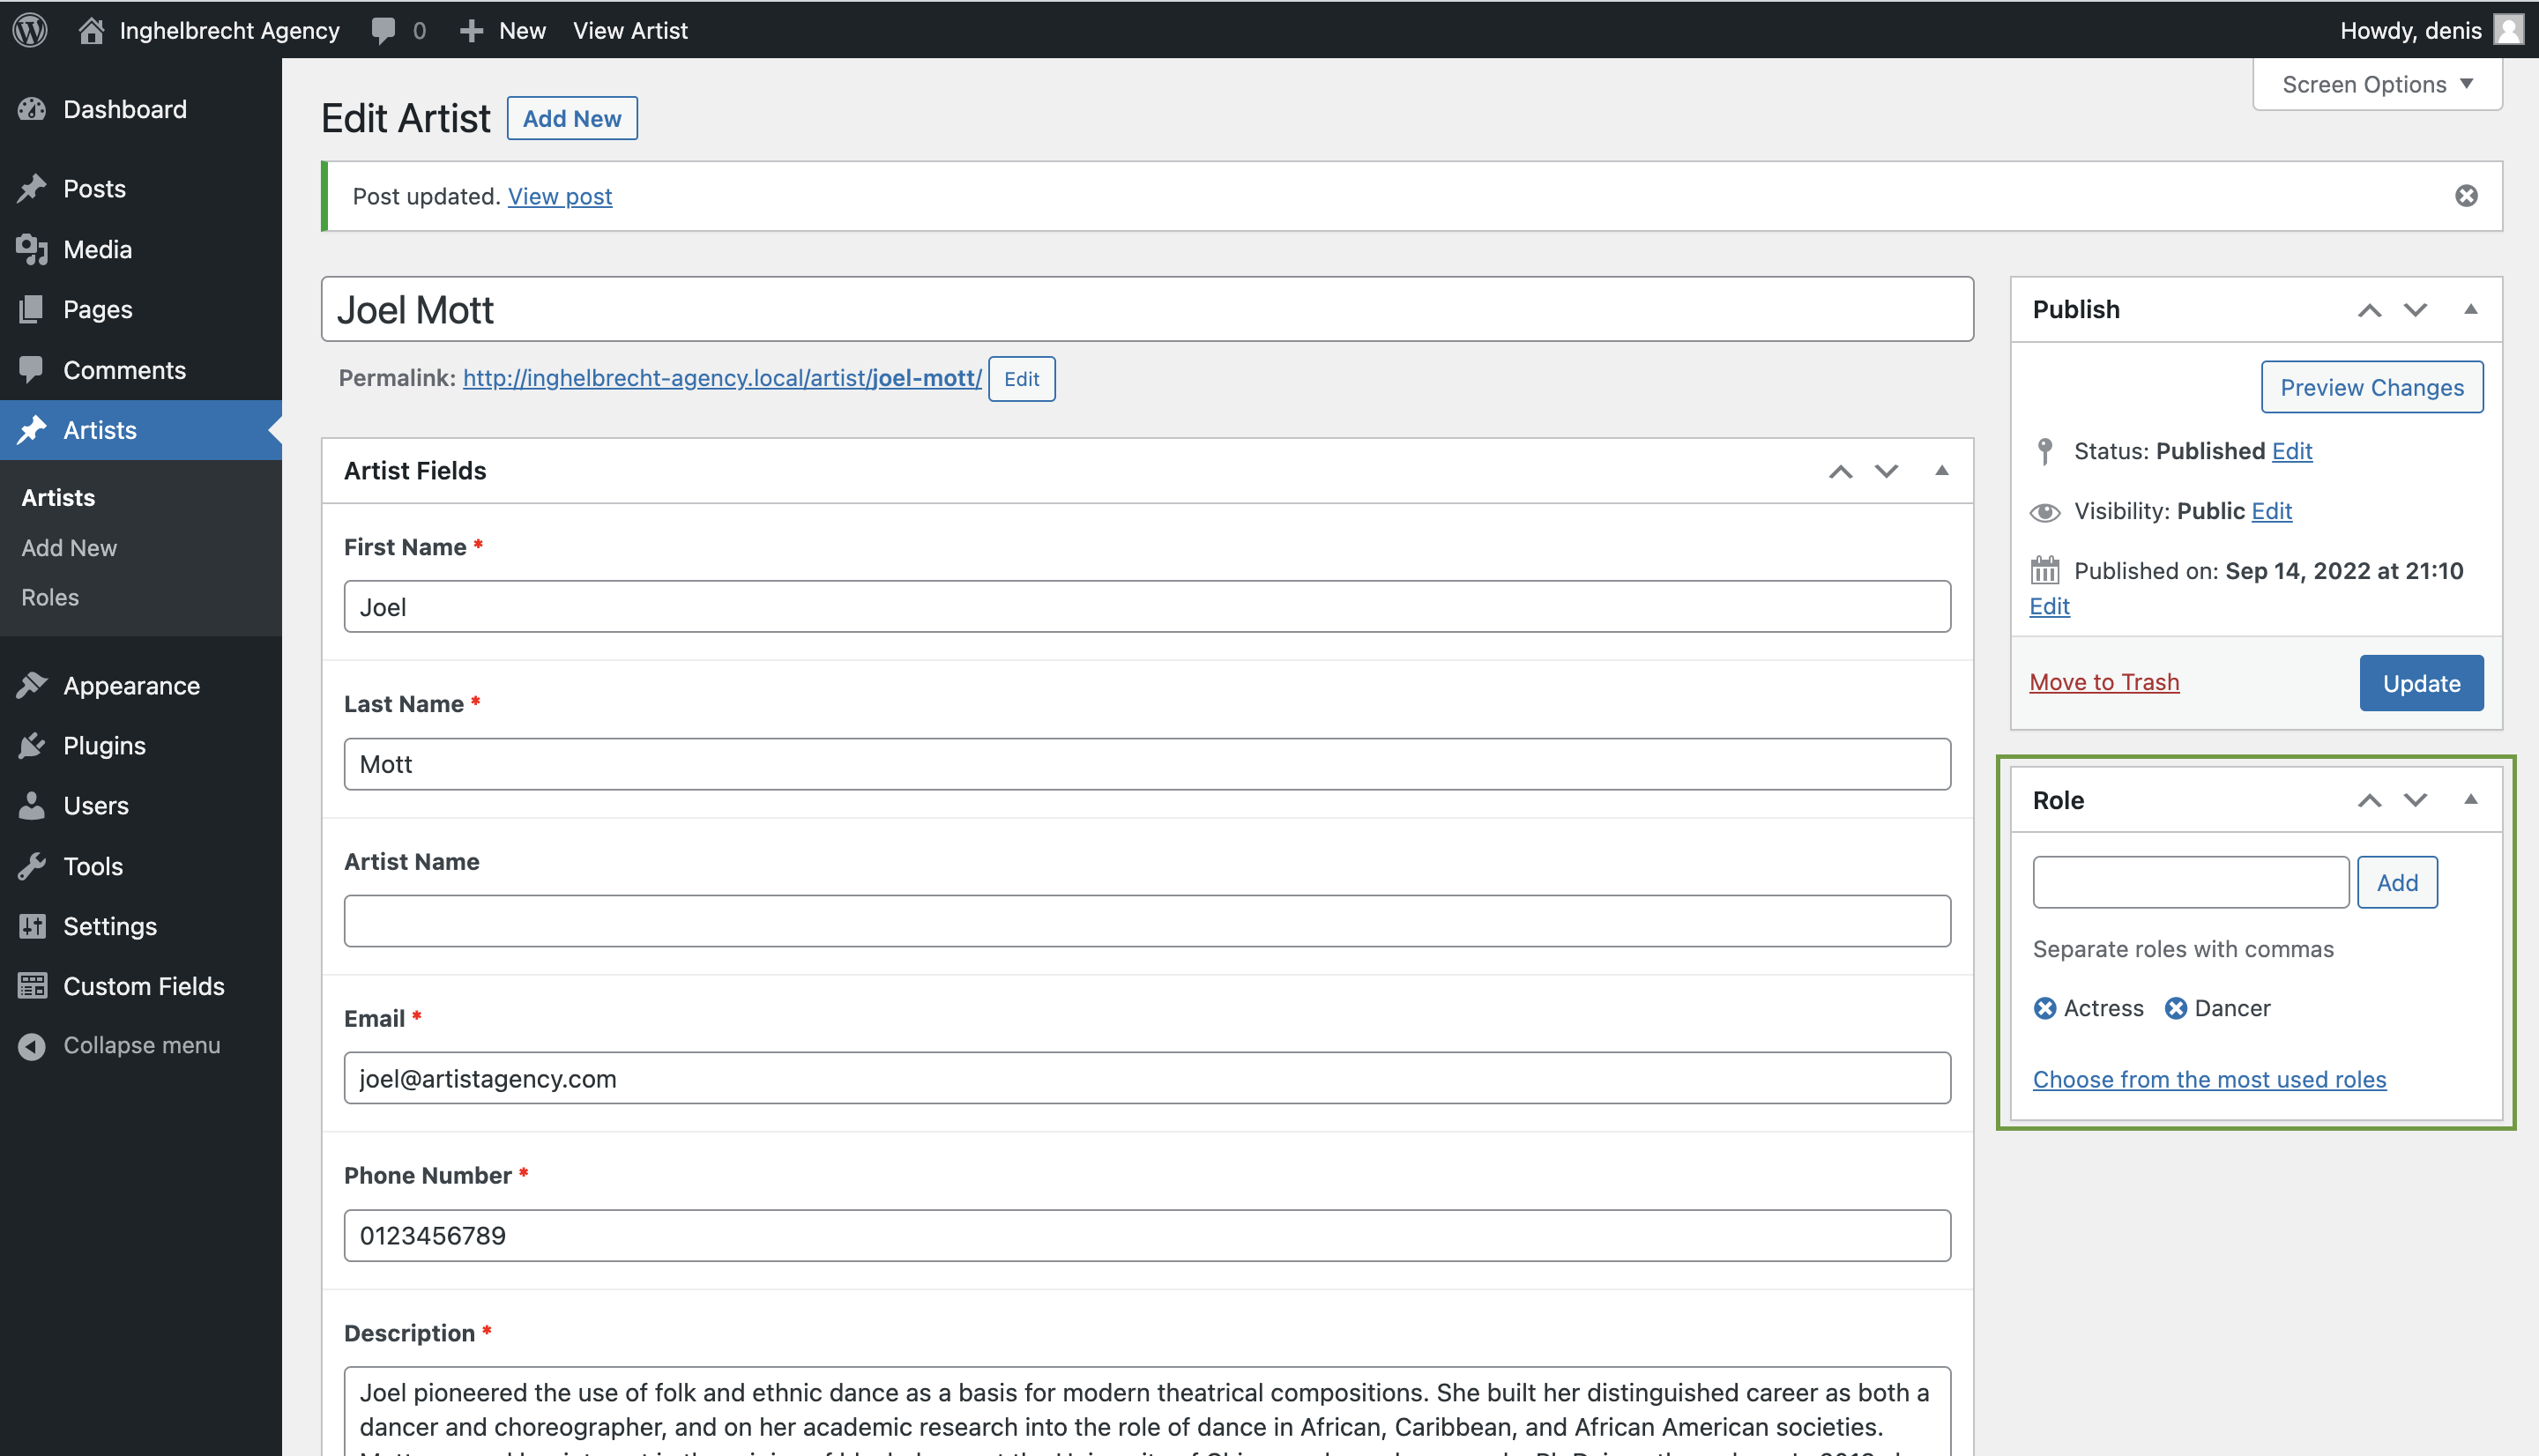 Inghelbrecht Agency 0 New View Artist Howdy, denis
Screen Options
Dashboard
Posts
Media
Pages
Comments
Artists
Artists
Add New
Roles
Appearance
Plugins
Users
Tools
Settings
Custom Fields
Collapse menu
Edit Artist Add New
Post updated. View post
Joel Mott
Permalink: http://inghelbrecht-agency.local/artist/joel-mott/ Edit
Artist Fields
First Name *
Joel
Last Name *
Mott
Artist Name
Email *
joel@artistagency.com
Phone Number *
0123456789
Description *
Joel pioneered the use of folk and ethnic dance as a basis for modern theatrical compositions. She built her distinguished career as both a
dancer and choreographer, and on her academic research into the role of dance in African, Caribbean, and African American societies.
Publish
Preview Changes
Status: Published Edit
Visibility: Public Edit
Published on: Sep 14, 2022 at 21:10
Edit
Move to Trash Update
Role
Add
Separate roles with commas
Actress Dancer
Choose from the most used roles